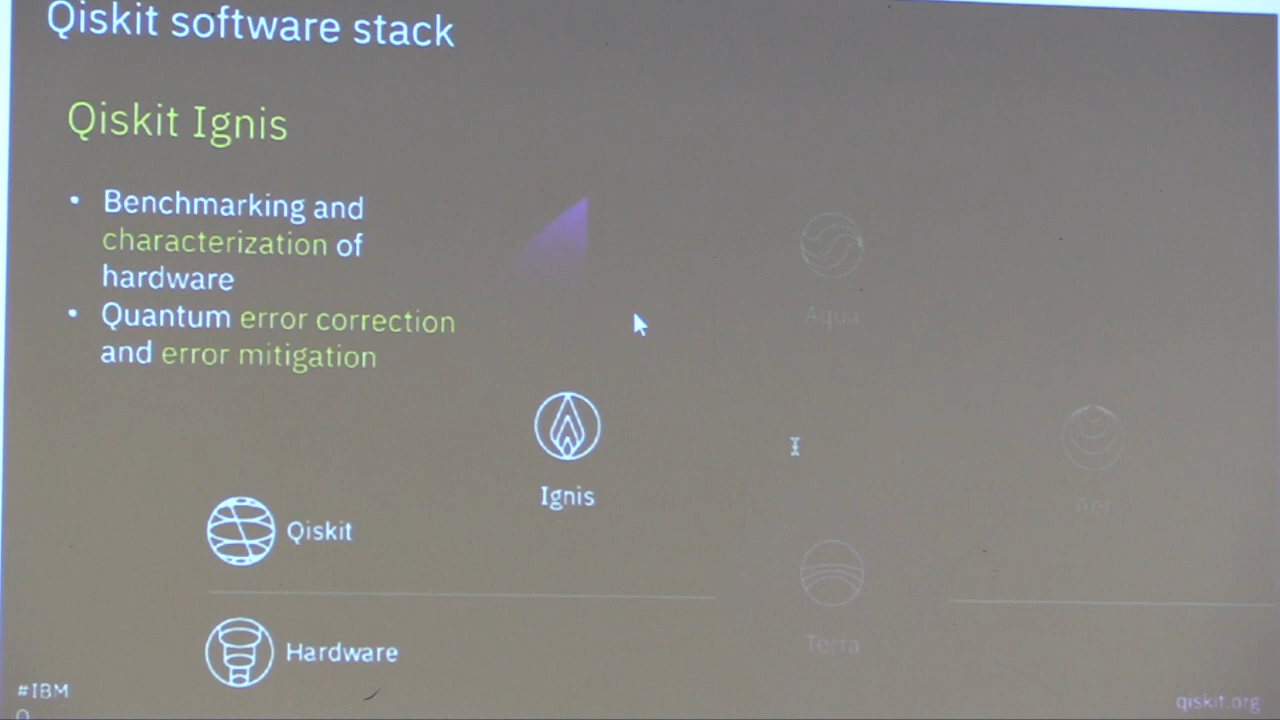 Qiskit software stack
Qiskit Ignis
• Benchmarking and
characterization of
hardware
• Quantum error correction
and error mitigation
Aqua
Ignis
Aer
Qiskit
Terra
Hardware
#IBM
qiskit.org